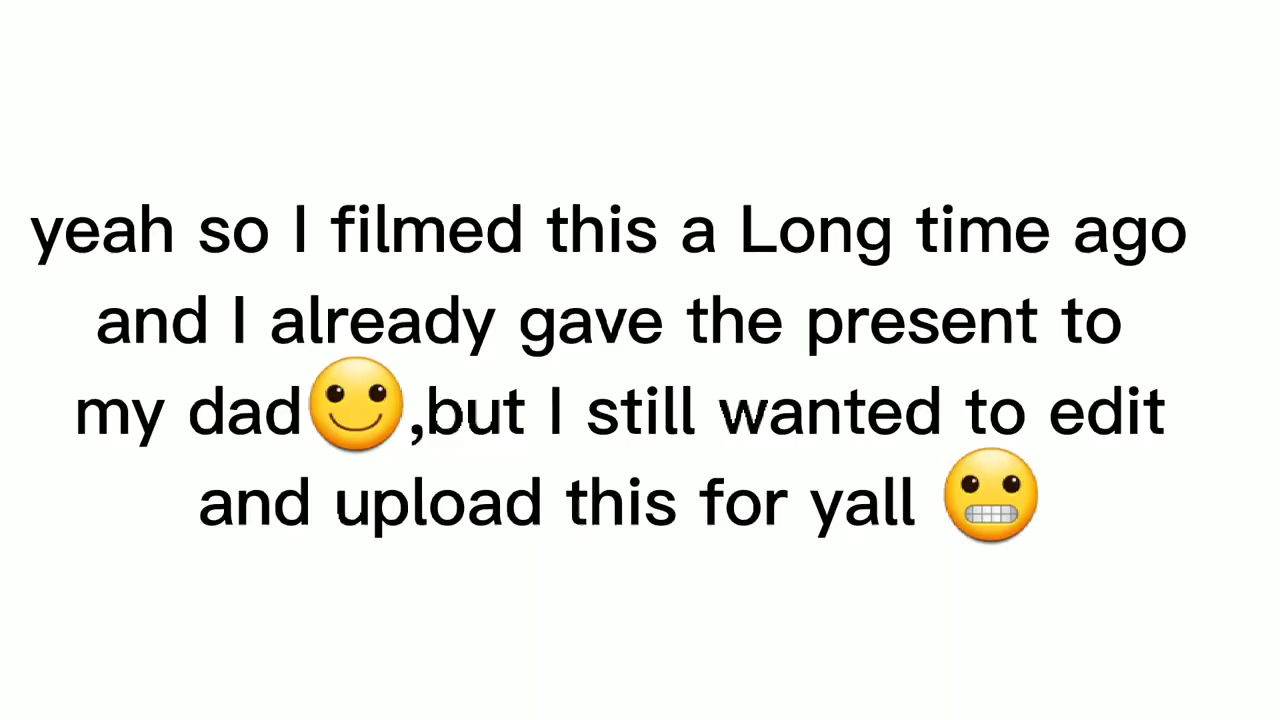 yeah so I filmed this a Long time ago
and I already gave the present to
my dad🙂,but I still wanted to edit
and upload this for yall 😬